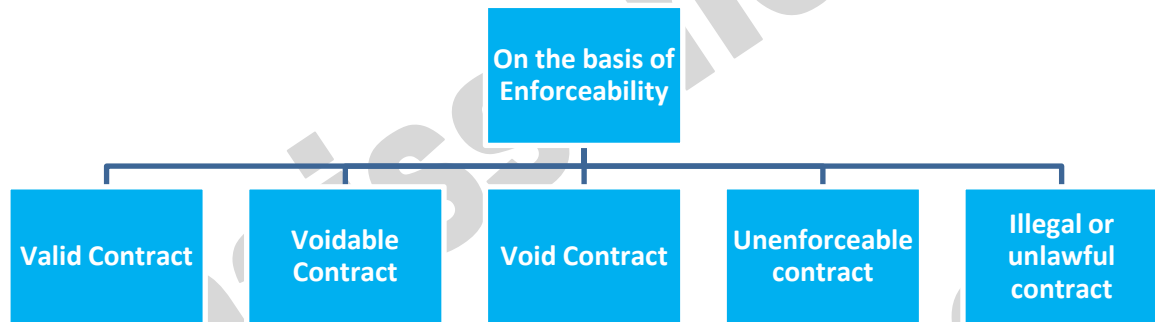 On the basis of
Enforceability
Valid Contract
Voidable
Contract
Void Contract
Unenforceable
contract
Illegal or
unlawful
contract